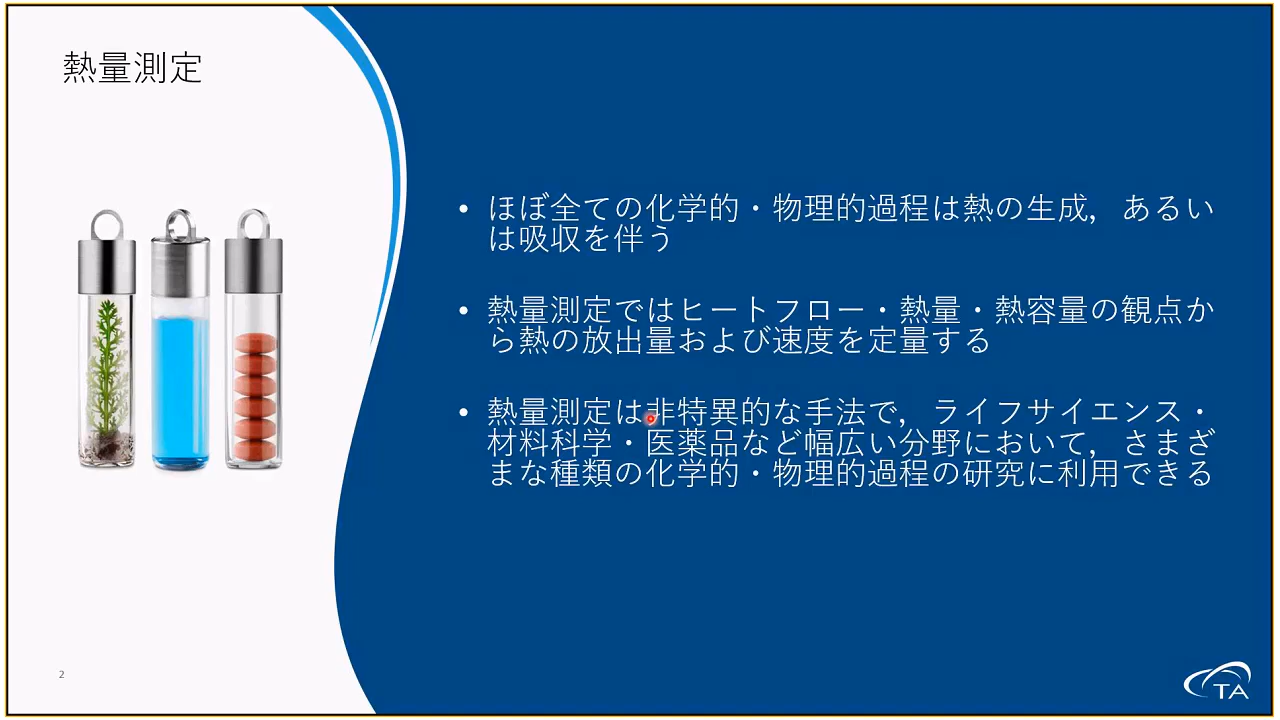 熱量測定
• ほぼ全ての化学的・物理的過程は熱の生成，あるい
は吸収を伴う
• 熱量測定ではヒートフロー・熱量・熱容量の観点か
ら熱の放出量および速度を定量する
• 熱量測定は非特異的な手法で，ライフサイエンス・
材料科学・医薬品など幅広い分野において，さまざ
まな種類の化学的・物理的過程の研究に利用できる
2
TA